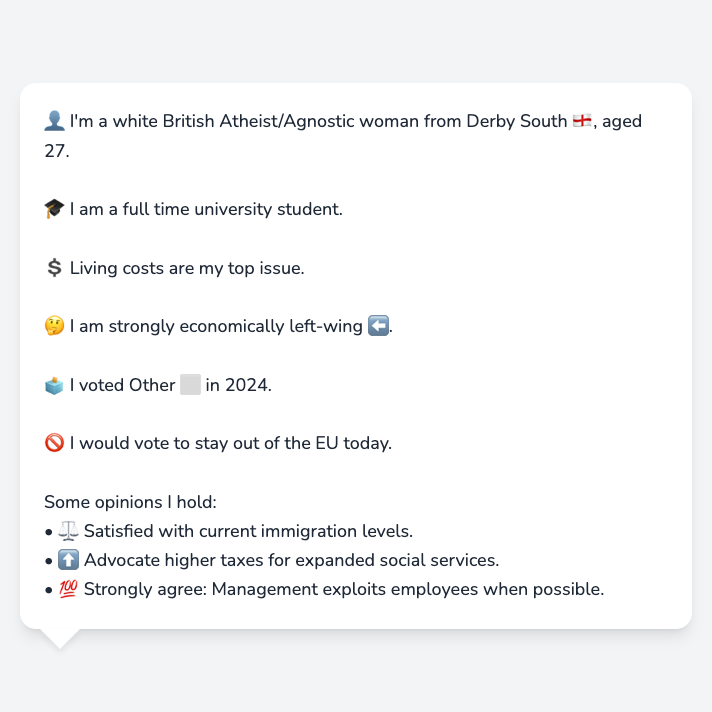 👤 I'm a white British Atheist/Agnostic woman from Derby South 🏴󠁧󠁢󠁥󠁮󠁧󠁿, aged
27.
🎓 I am a full time university student.
💲 Living costs are my top issue.
🤔 I am strongly economically left-wing ⬅️.
🗳️ I voted Other ⬜ in 2024.
🚫 I would vote to stay out of the EU today.
Some opinions I hold:
• ⚖️ Satisfied with current immigration levels.
• ⬆️ Advocate higher taxes for expanded social services.
• 💯 Strongly agree: Management exploits employees when possible.